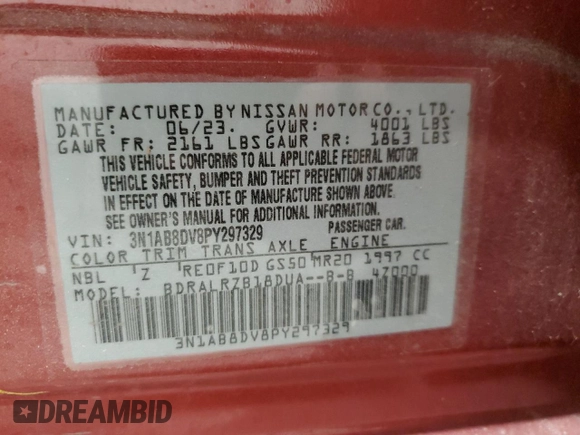 MANUFACTURED BY NISSAN MOTOR CO., LTD.
DATE: 06/23. GVWR: 4001 LBS
GAWR FR: 2161 LBS GAWR RR: 1863 LBS
THIS VEHICLE CONFORMS TO ALL APPLICABLE FEDERAL MOTOR
VEHICLE SAFETY, BUMPER AND THEFT PREVENTION STANDARDS
IN EFFECT ON THE DATE OF MANUFACTURE SHOWN ABOVE.
SEE OWNER'S MANUAL FOR ADDITIONAL INFORMATION.
VIN: 3N1AB8DV8PY297329 PASSENGER CAR.
COLOR TRIM TRANS AXLE ENGINE
NBL Z RE0F10D GS50 MR20 1997 CC
MODEL: BDRALRZB18DUA--B-B 47000
3N1AB8DV8PY297329
DREAMBID